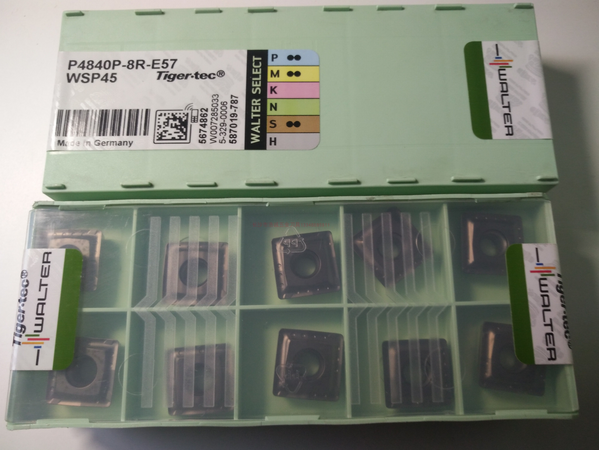 P4840P-8R-E57
WSP45
Tiger·tec®
Made in Germany
5674862
W007285033
5-329-0006
587019-787
WALTER SELECT
P
M
K
N
S
H
WALTER
Tiger·tec®
WALTER
WALTER
Tiger·tec®